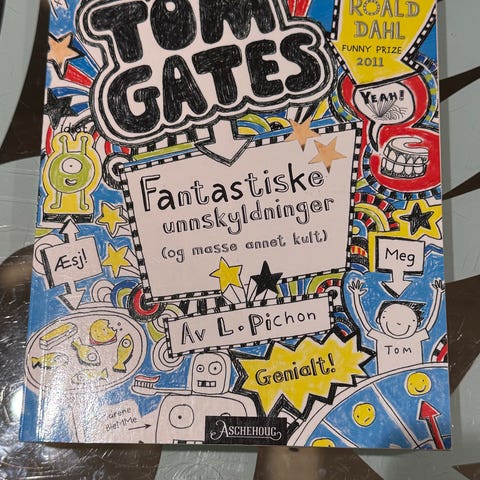 TOM
GATES
ROALD
DAHL
FUNNY PRIZE
2011
YEAH!
Fantastiske
unnskyldninger
(og masse annet kult)
Æsj!
Meg
Av L. Pichon
TOM
Genialt!
ASCHEHOUG